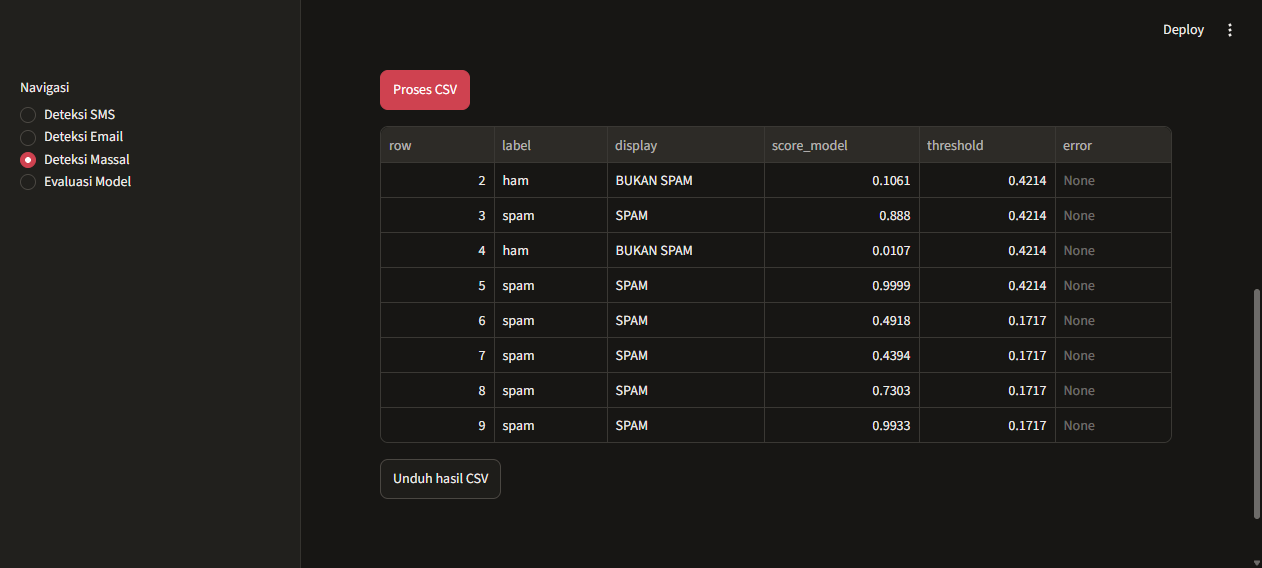 Deploy
Navigasi
Deteksi SMS
Deteksi Email
Deteksi Massal
Evaluasi Model
Proses CSV
row label display score_model threshold error
2 ham BUKAN SPAM 0.1061 0.4214 None
3 spam SPAM 0.888 0.4214 None
4 ham BUKAN SPAM 0.0107 0.4214 None
5 spam SPAM 0.9999 0.4214 None
6 spam SPAM 0.4918 0.1717 None
7 spam SPAM 0.4394 0.1717 None
8 spam SPAM 0.7303 0.1717 None
9 spam SPAM 0.9933 0.1717 None
Unduh hasil CSV